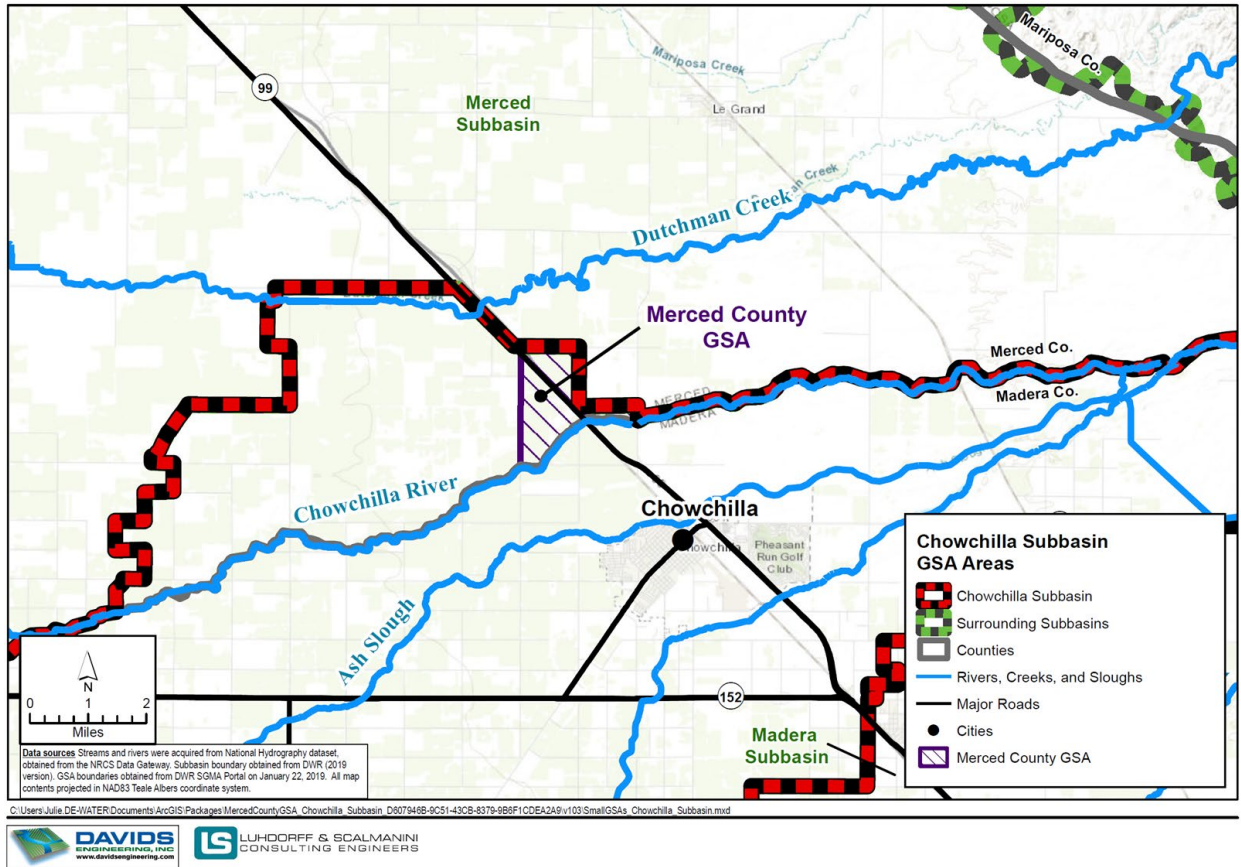 Mariposa Co.
Mariposa Creek
99
Merced
Subbasin
Le Grand
an Creek
Dutchman Creek
Merced County
GSA
Merced Co.
Madera Co.
MERCED
MADERA
Chowchilla River
Chowchilla
howchilla
Pheasant
Run Golf
Club
Ash Slough
152
Madera
Subbasin
Chowchilla Subbasin
GSA Areas
Chowchilla Subbasin
Surrounding Subbasins
Counties
Rivers, Creeks, and Sloughs
Major Roads
Cities
Merced County GSA
N
0 1 2
Miles
Data sources Streams and rivers were acquired from National Hydrography dataset,
obtained from the NRCS Data Gateway. Subbasin boundary obtained from DWR (2019
version). GSA boundaries obtained from DWR SGMA Portal on January 22, 2019. All map
contents projected in NAD83 Teale Albers coordinate system.
C:\Users\Julie.DE-WATER\Documents\ArcGIS\Packages\MercedCountyGSA_Chowchilla_Subbasin_D607946B-9C51-43CB-8379-9B6F1CDEA2A9\v103\SmallGSAs_Chowchilla_Subbasin.mxd
DAVIDS
ENGINEERING, INC
www.davidsengineering.com
LS
LUHDORFF & SCALMANINI
CONSULTING ENGINEERS